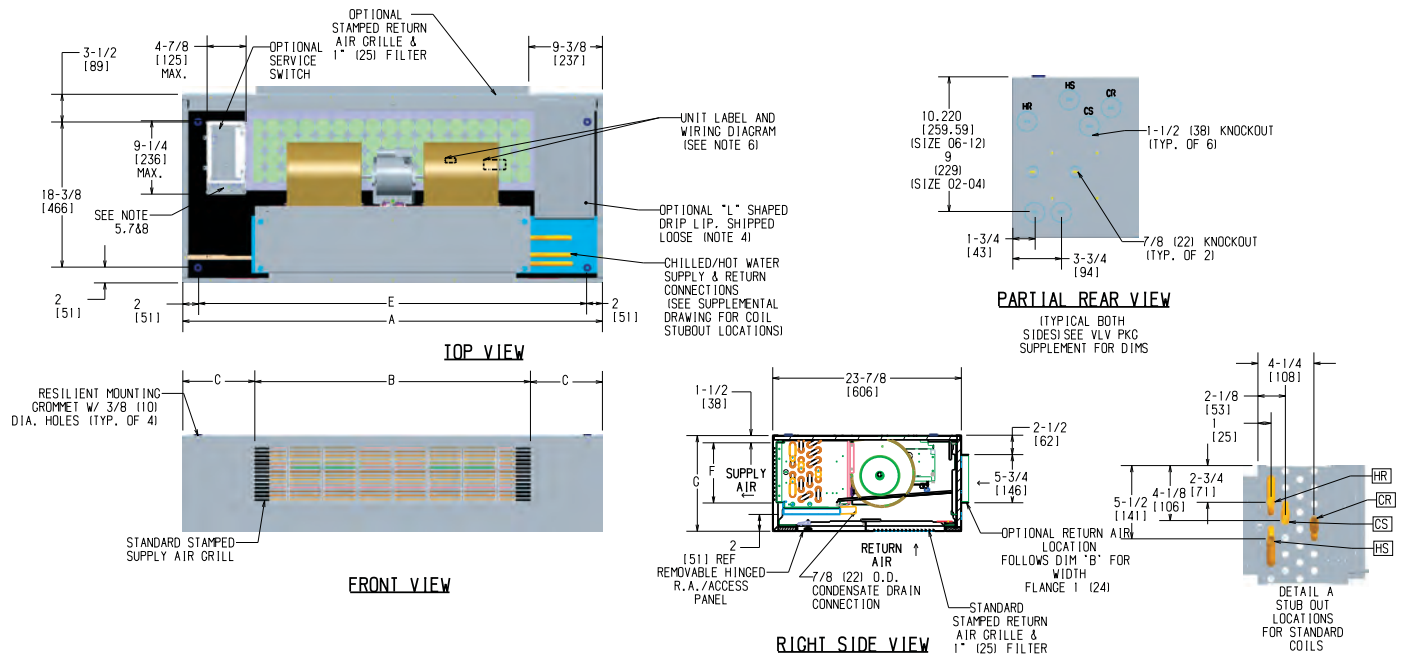 OPTIONAL
STAMPED RETURN
AIR GRILLE &
1" (25) FILTER
3-1/2
[89]
4-7/8
[125]
MAX.
OPTIONAL
SERVICE
SWITCH
9-3/8
[237]
9-1/4
[236]
MAX.
18-3/8
[466]
SEE NOTE
5,7&8
UNIT LABEL AND
WIRING DIAGRAM
(SEE NOTE 6)
OPTIONAL "L" SHAPED
DRIP LIP. SHIPPED
LOOSE (NOTE 4)
CHILLED/HOT WATER
SUPPLY & RETURN
CONNECTIONS
(SEE SUPPLEMENTAL
DRAWING FOR COIL
STUBOUT LOCATIONS)
2
[51]
2
[51]
E
A
2
[51]
TOP VIEW
HR
HS
CS
CR
10.220
[259.59]
(SIZE 06-12)
9
(229)
(SIZE 02-04)
1-1/2 (38) KNOCKOUT
(TYP. OF 6)
7/8 (22) KNOCKOUT
(TYP. OF 2)
1-3/4
[43]
3-3/4
[94]
PARTIAL REAR VIEW
(TYPICAL BOTH
SIDES)SEE VLV PKG
SUPPLEMENT FOR DIMS
C
B
C
RESILIENT MOUNTING
GROMMET W/ 3/8 (10)
DIA. HOLES (TYP. OF 4)
STANDARD STAMPED
SUPPLY AIR GRILL
FRONT VIEW
23-7/8
[606]
1-1/2
[38]
2-1/2
[62]
G
F
SUPPLY
AIR
5-3/4
[146]
2
[51] REF
REMOVABLE HINGED
R.A./ACCESS
PANEL
RETURN
AIR
7/8 (22) O.D.
CONDENSATE DRAIN
CONNECTION
OPTIONAL RETURN AIR
LOCATION
FOLLOWS DIM 'B' FOR
WIDTH
FLANGE 1 (24)
STANDARD
STAMPED RETURN
AIR GRILLE &
1" (25) FILTER
RIGHT SIDE VIEW
4-1/4
[108]
2-1/8
[53]
1
[25]
2-3/4
[71]
4-1/8
[106]
5-1/2
[141]
HR
CR
CS
HS
DETAIL A
STUB OUT
LOCATIONS
FOR STANDARD
COILS